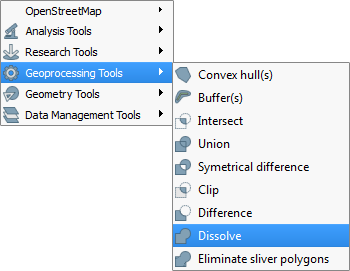 OpenStreetMap
Analysis Tools
Research Tools
Geoprocessing Tools
Geometry Tools
Data Management Tools
Convex hull(s)
Buffer(s)
Intersect
Union
Symetrical difference
Clip
Difference
Dissolve
Eliminate sliver polygons